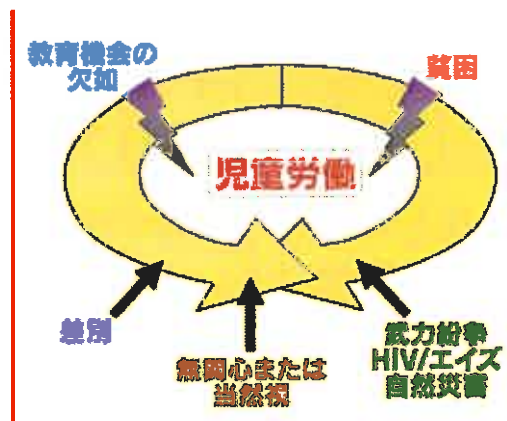 教育機会の
欠如
貧困
児童労働
差別
無関心または
当然視
武力紛争
HIV/エイズ
自然災害